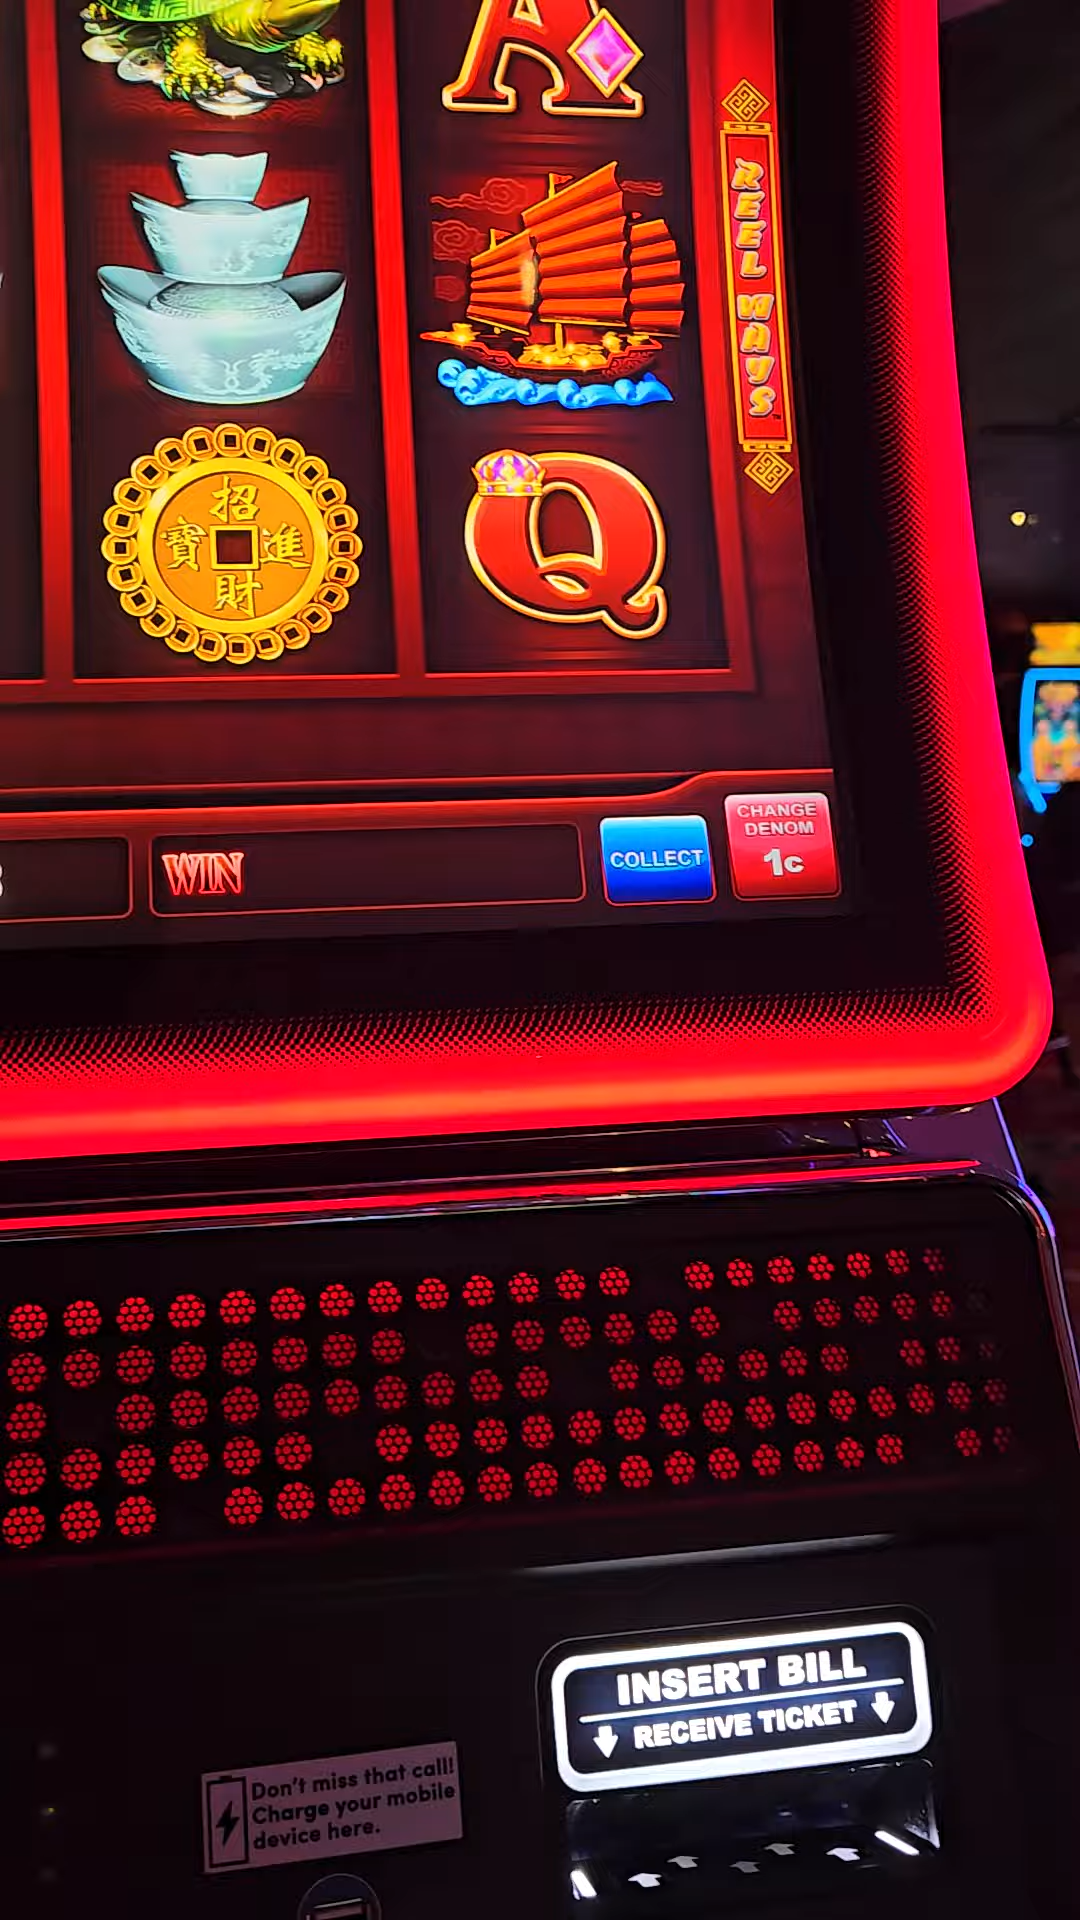 A
REEL WAYS™
招
寶 進
財
Q
WIN
COLLECT
CHANGE
DENOM
1c
INSERT BILL
RECEIVE TICKET
Don't miss that call!
Charge your mobile
device here.